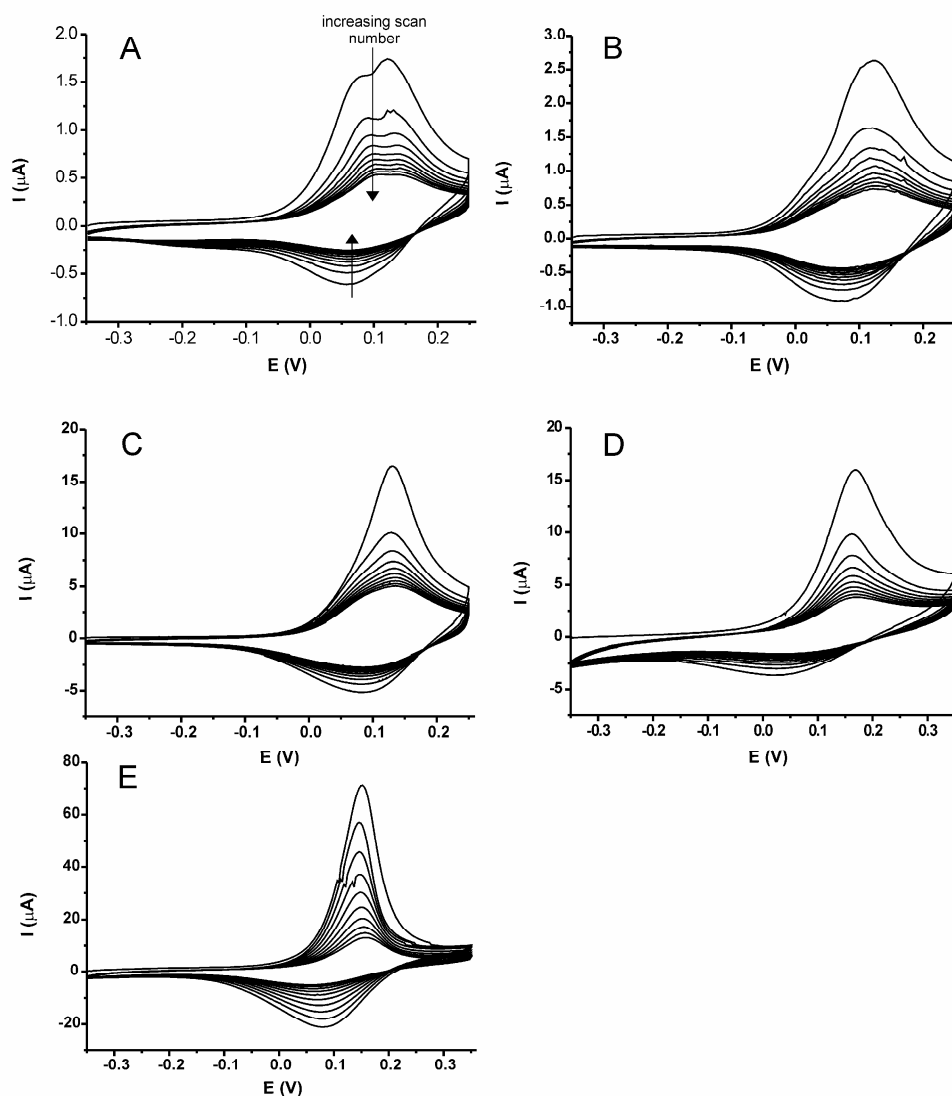 increasing scan
number
A
2.0
1.5
1.0
0.5
0.0
-0.5
-1.0
I (μA)
-0.3 -0.2 -0.1 0.0 0.1 0.2
E (V)
B
3.0
2.5
2.0
1.5
1.0
0.5
0.0
-0.5
-1.0
I (μA)
-0.3 -0.2 -0.1 0.0 0.1 0.2
E (V)
C
20
15
10
5
0
-5
I (μA)
-0.3 -0.2 -0.1 0.0 0.1 0.2
E (V)
D
20
15
10
5
0
-5
I (μA)
-0.3 -0.2 -0.1 0.0 0.1 0.2 0.3
E (V)
E
80
60
40
20
0
-20
I (μA)
-0.3 -0.2 -0.1 0.0 0.1 0.2 0.3
E (V)